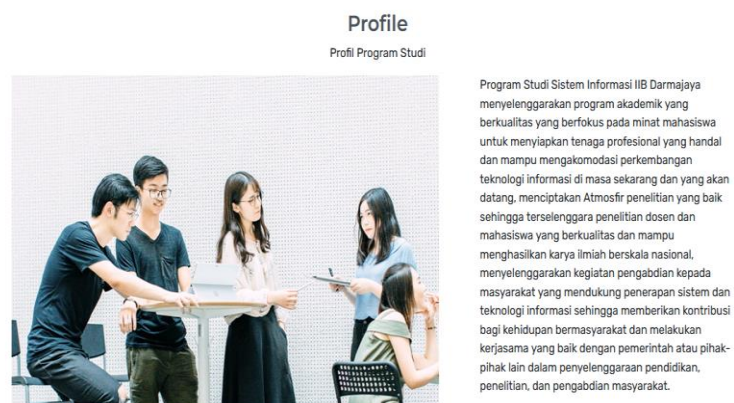 Profile
Profil Program Studi
Program Studi Sistem Informasi IIB Darmajaya
menyelenggarakan program akademik yang
berkualitas yang berfokus pada minat mahasiswa
untuk menyiapkan tenaga profesional yang handal
dan mampu mengakomodasi perkembangan
teknologi informasi di masa sekarang dan yang akan
datang, menciptakan Atmosfir penelitian yang baik
sehingga terselenggara penelitian dosen dan
mahasiswa yang berkualitas dan mampu
menghasilkan karya ilmiah berskala nasional,
menyelenggarakan kegiatan pengabdian kepada
masyarakat yang mendukung penerapan sistem dan
teknologi informasi sehingga memberikan kontribusi
bagi kehidupan bermasyarakat dan melakukan
kerjasama yang baik dengan pemerintah atau pihak-
pihak lain dalam penyelenggaraan pendidikan,
penelitian, dan pengabdian masyarakat.